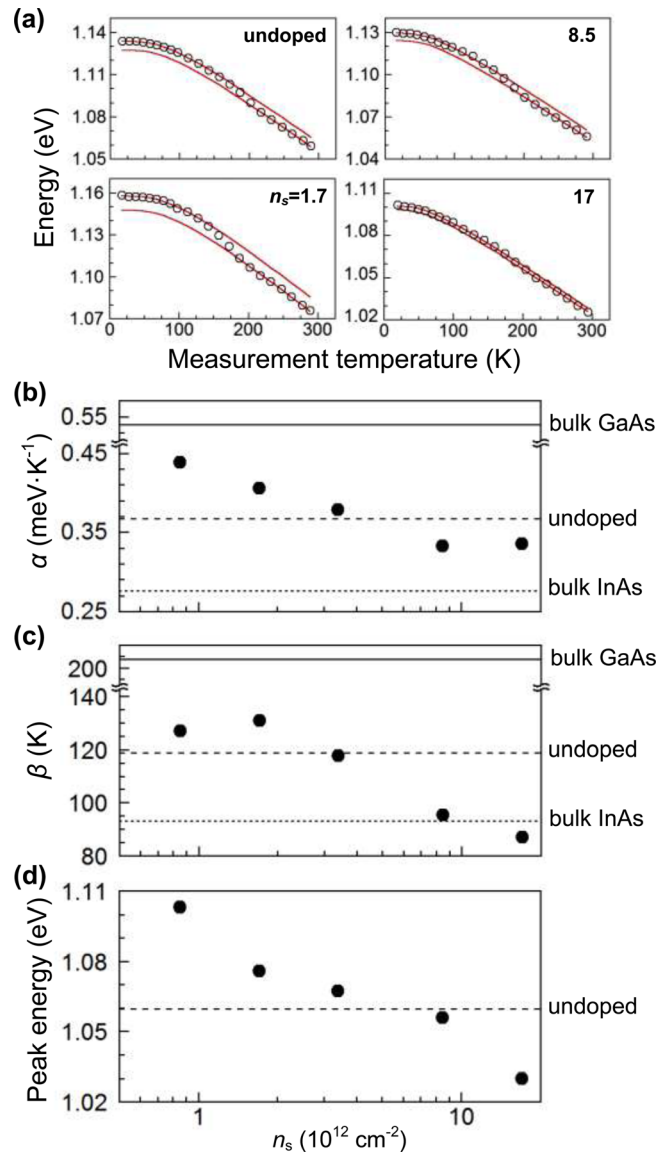 (a)
Energy (eV)
1.14
1.11
1.08
1.05
undoped
1.13
1.10
1.07
1.04
8.5
1.16
1.13
1.10
1.07
nₛ=1.7
1.11
1.08
1.05
1.02
17
0 100 200 300
0 100 200 300
Measurement temperature (K)
(b)
α (meV·K⁻¹)
0.55
0.45
0.35
0.25
bulk GaAs
undoped
bulk InAs
(c)
β (K)
200
140
120
100
80
bulk GaAs
undoped
bulk InAs
(d)
Peak energy (eV)
1.11
1.08
1.05
1.02
undoped
1 10
nₛ (10¹² cm⁻²)